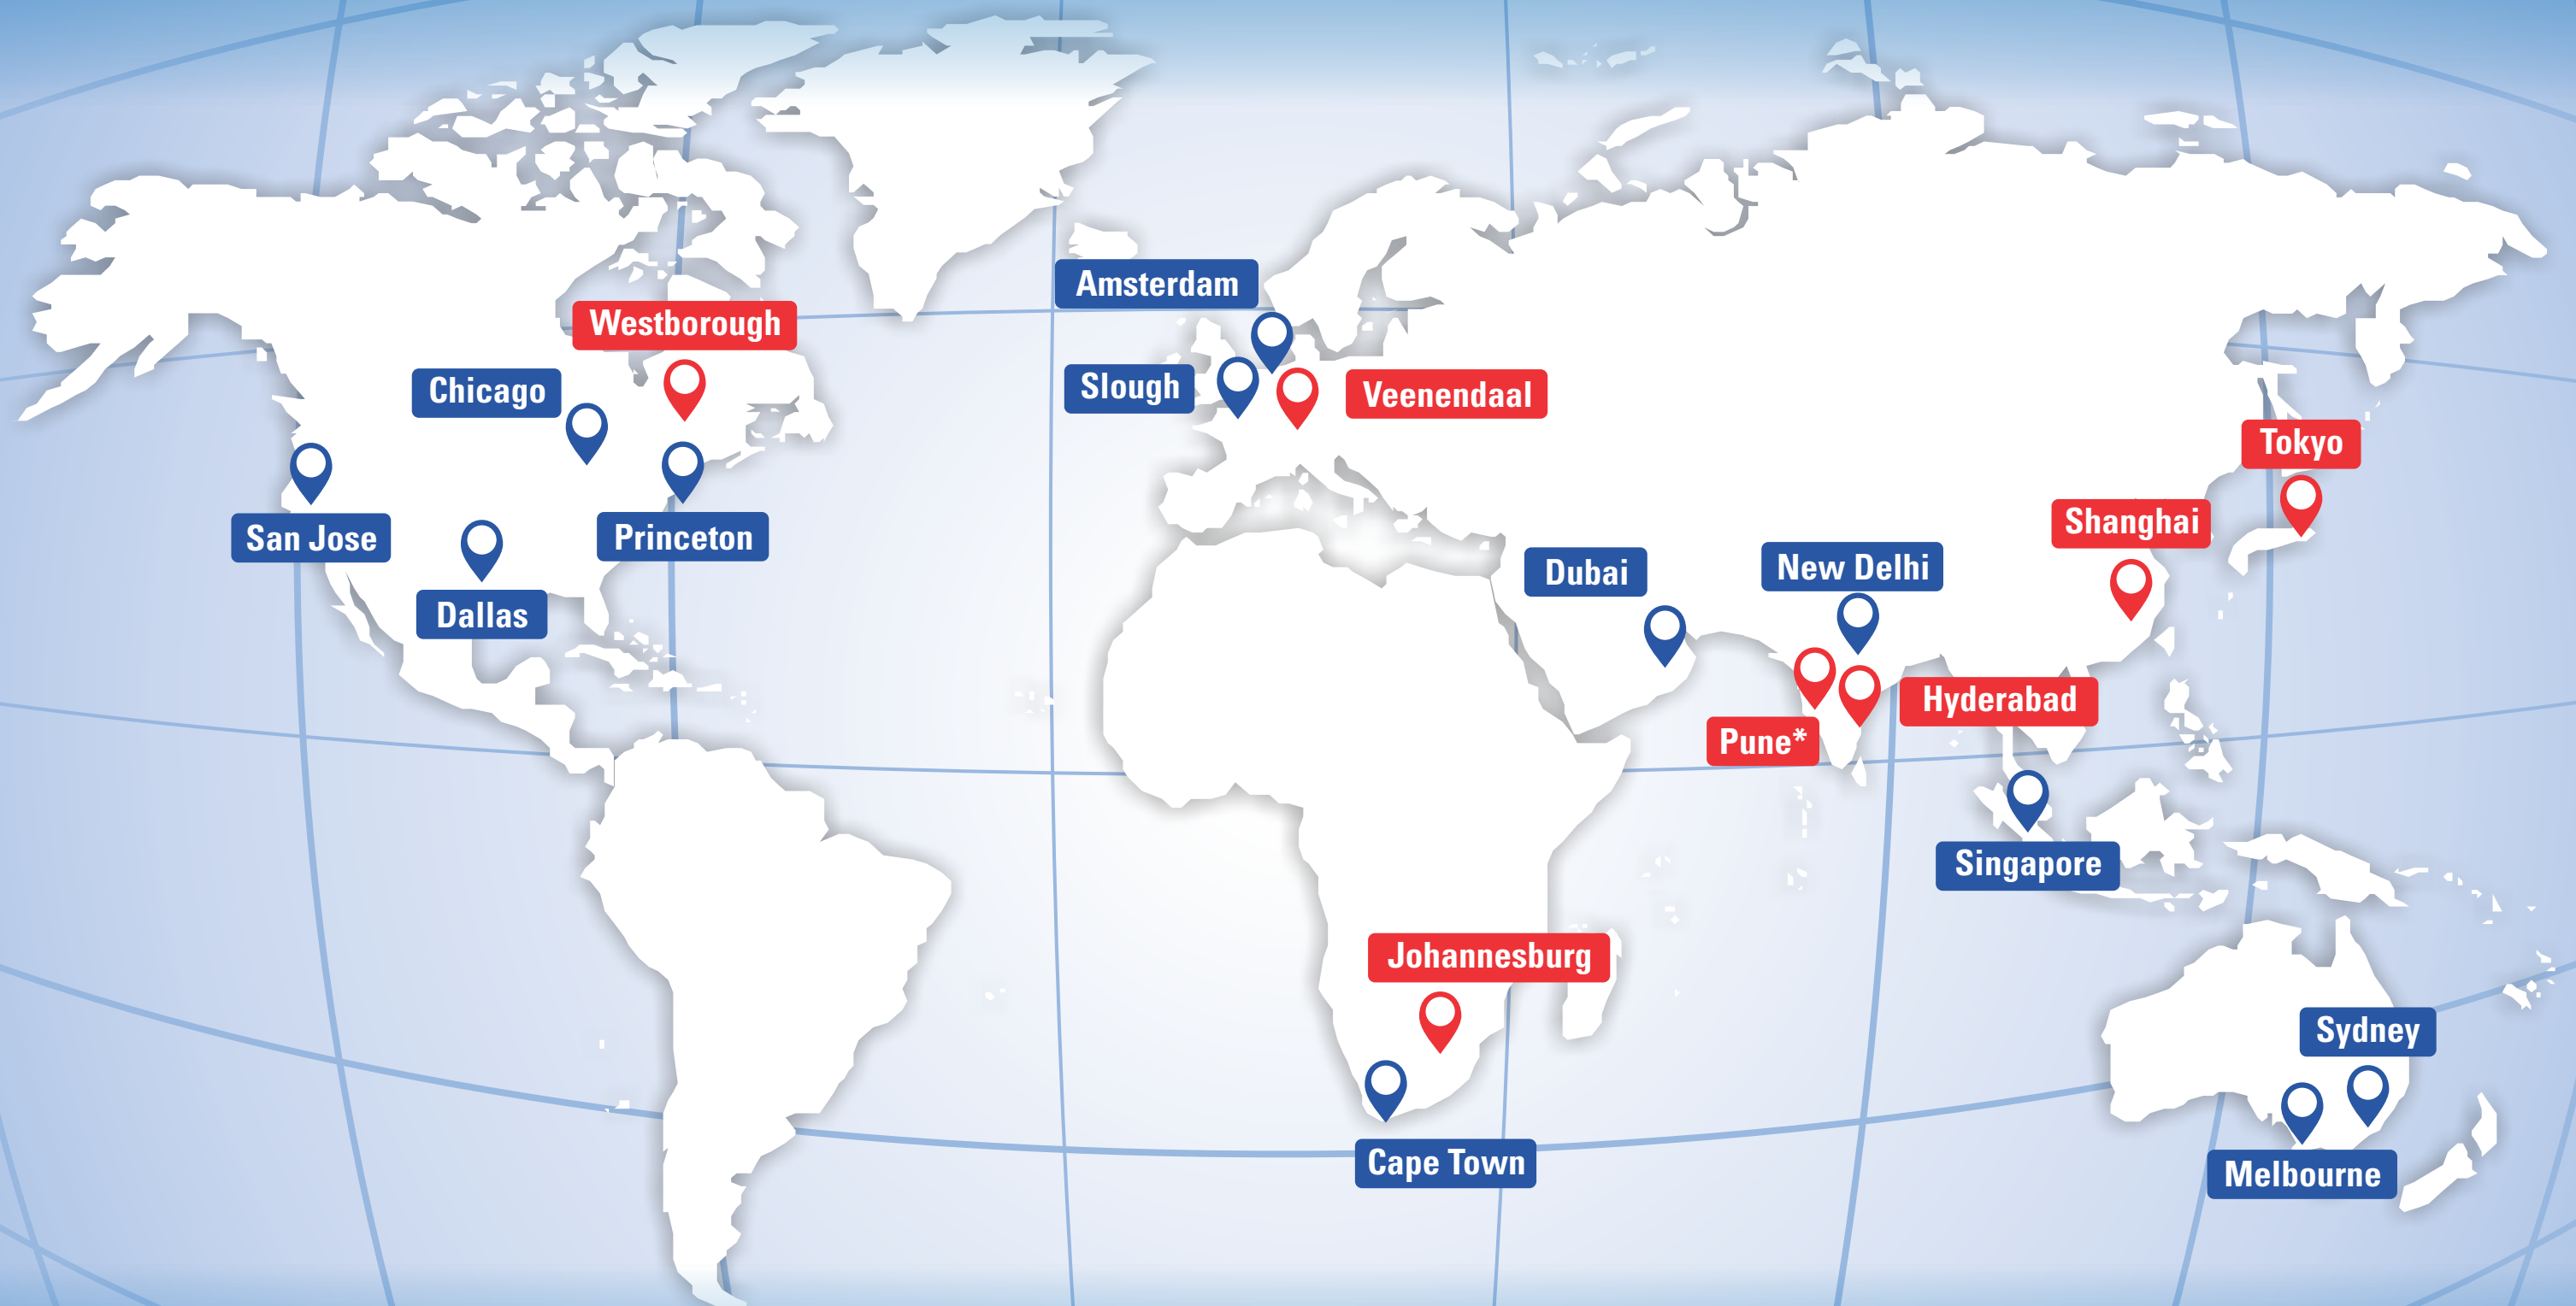 Amsterdam
Westborough
Slough
Veenendaal
Chicago
Tokyo
Shanghai
San Jose
Princeton
Dubai
New Delhi
Dallas
Hyderabad
Pune*
Singapore
Johannesburg
Sydney
Cape Town
Melbourne